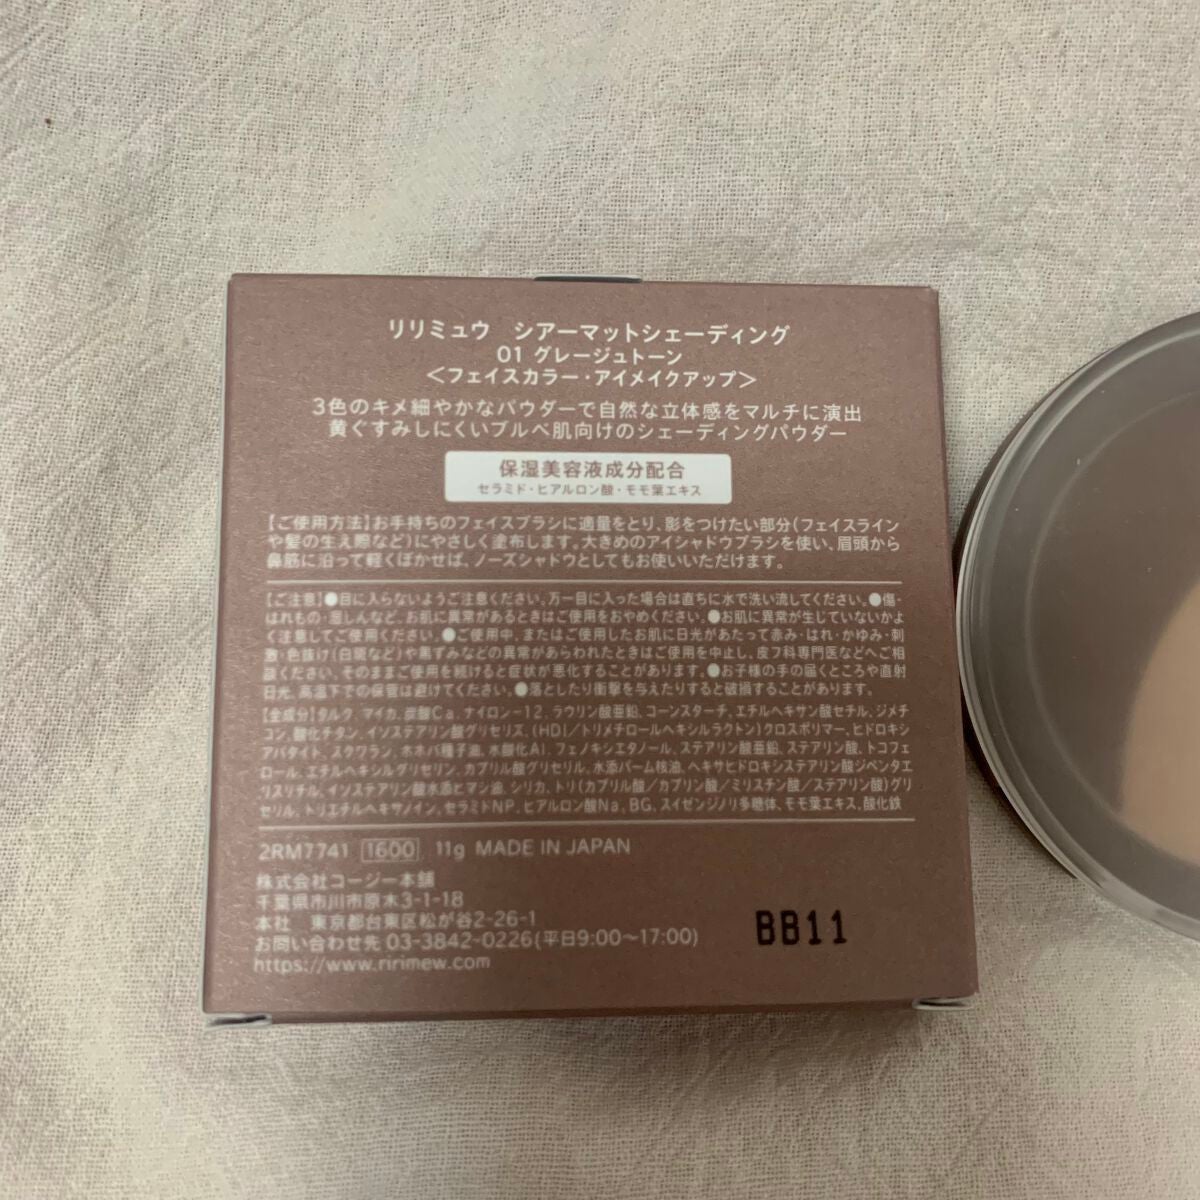 リリミュウ　シアーマットシェーディング
01 グレージュトーン
＜フェイスカラー・アイメイクアップ＞
3色のキメ細やかなパウダーで自然な立体感をマルチに演出
黄ぐすみしにくいブルベ肌向けのシェーディングパウダー
保湿美容液成分配合
セラミド・ヒアルロン酸・モモ葉エキス
【ご使用方法】お手持ちのフェイスブラシに適量をとり、影をつけたい部分(フェイスライン
や髪の生え際など)にやさしく塗布します。大きめのアイシャドウブラシを使い、眉頭から
鼻筋に沿って軽くぼかせば、ノーズシャドウとしてもお使いいただけます。
【ご注意】●目に入らないようご注意ください。万一目に入った場合は直ちに水で洗い流してください。●傷・
はれもの・湿しんなど、お肌に異常があるときはご使用をおやめください。●お肌に異常が生じていないかよ
く注意してご使用ください。●ご使用中、またはご使用したお肌に日光があたって赤み・はれ・かゆみ・刺
激・色抜け(白斑など)や黒ずみなどの異常があらわれたときはご使用を中止し、皮フ科専門医などへご相
談ください。そのままご使用を続けると症状が悪化することがあります。●お子様の手の届くところや直射
日光、高温下での保管は避けてください。●落としたり衝撃を与えたりすると破損することがあります。
【全成分】タルク、マイカ、炭酸Ca、ナイロン-12、ラウリン酸亜鉛、コーンスターチ、エチルヘキサン酸セチル、ジメチ
コン、酸化チタン、イソステアリン酸グリセリズ、(HDI/トリメチロールヘキシルラクトン)クロスポリマー、ヒドロキシ
アパタイト、スクワラン、ホホバ種子油、水酸化Al、フェノキシエタノール、ステアリン酸亜鉛、ステアリン酸、トコフェ
ロール、エチルヘキシルグリセリン、カプリル酸グリセリル、水添パーム核油、ヘキサヒドロキシステアリン酸ジペンタエ
リスリチル、イソステアリン酸水添ヒマシ油、シリカ、トリ(カプリル酸/カプリン酸/ミリスチン酸/ステアリン酸)グリ
セリル、トリエチルヘキサノイン、セラミドNP、ヒアルロン酸Na、BG、スイゼンジノリ多糖体、モモ葉エキス、酸化鉄
2RM7741 1600 11g MADE IN JAPAN
株式会社コージー本舗
千葉県市川市原木3-1-18
本社　東京都台東区松が谷2-26-1
お問い合わせ先 03-3842-0226(平日9:00〜17:00)
https://www.ririmew.com
BB11